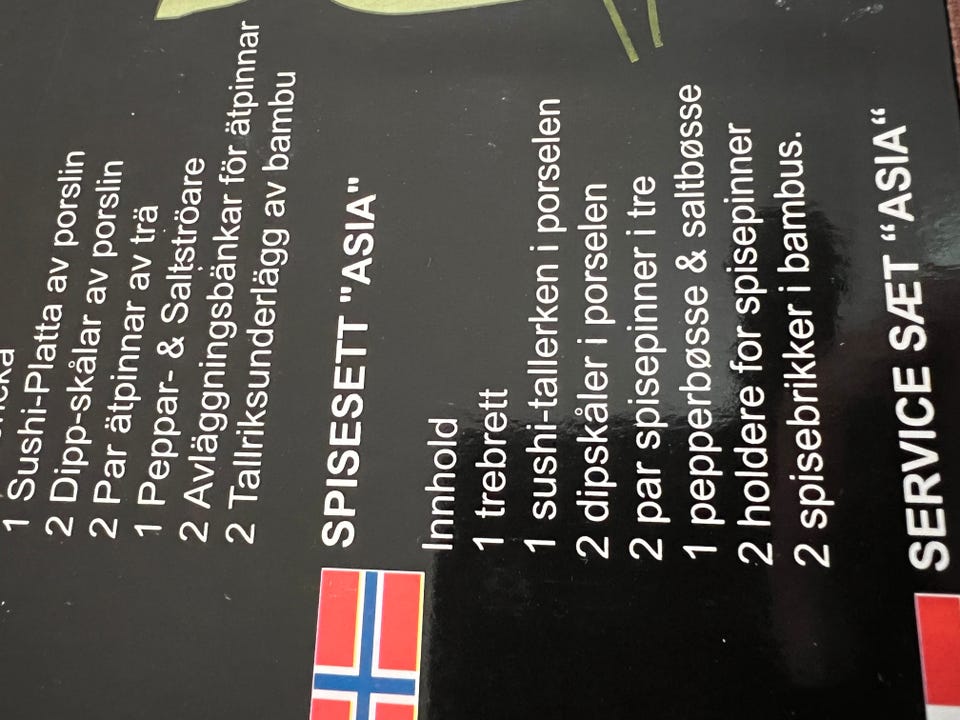 1 Sushi-Platta av porslin
2 Dipp-skålar av porslin
2 Par ätpinnar av trä
1 Peppar- & Saltströare
2 Avläggningsbänkar för ätpinnar
2 Tallriksunderlägg av bambu
SPISESETT "ASIA"
Innhold
1 trebrett
1 sushi-tallerken i porselen
2 dipskåler i porselen
2 par spisepinner i tre
1 pepperbøsse & saltbøsse
2 holdere for spisepinner
2 spisebrikker i bambus.
SERVICE SÆT “ASIA“